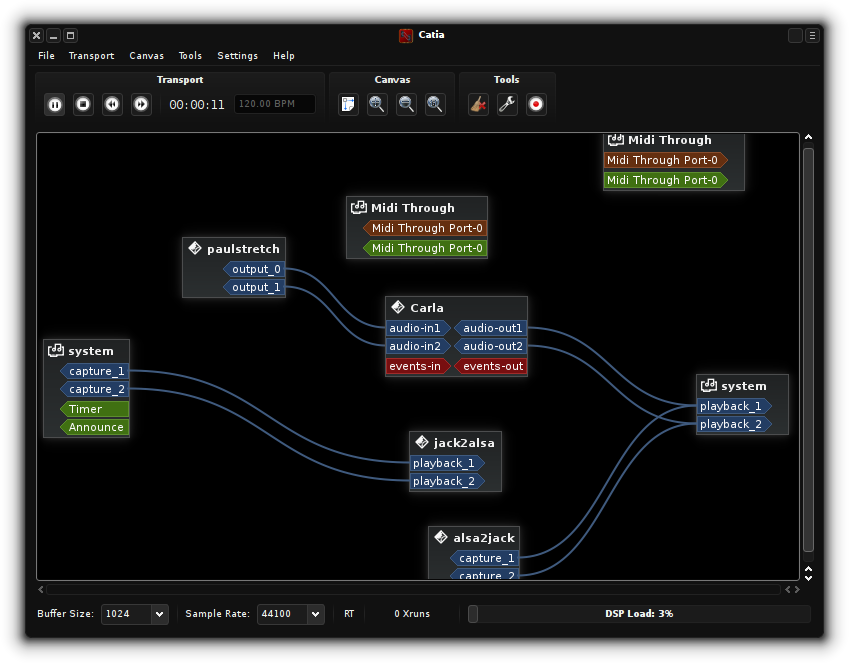 Catia
File Transport Canvas Tools Settings Help
Transport Canvas Tools
00:00:11 120.00 BPM
Midi Through
Midi Through Port-0
Midi Through Port-0
Midi Through
Midi Through Port-0
Midi Through Port-0
paulstretch
output_0
output_1
Carla
audio-in1 audio-out1
audio-in2 audio-out2
events-in events-out
system
capture_1
capture_2
Timer
Announce
system
playback_1
playback_2
jack2alsa
playback_1
playback_2
alsa2jack
capture_1
capture_2
Buffer Size: 1024 Sample Rate: 44100 RT 0 Xruns DSP Load: 3%